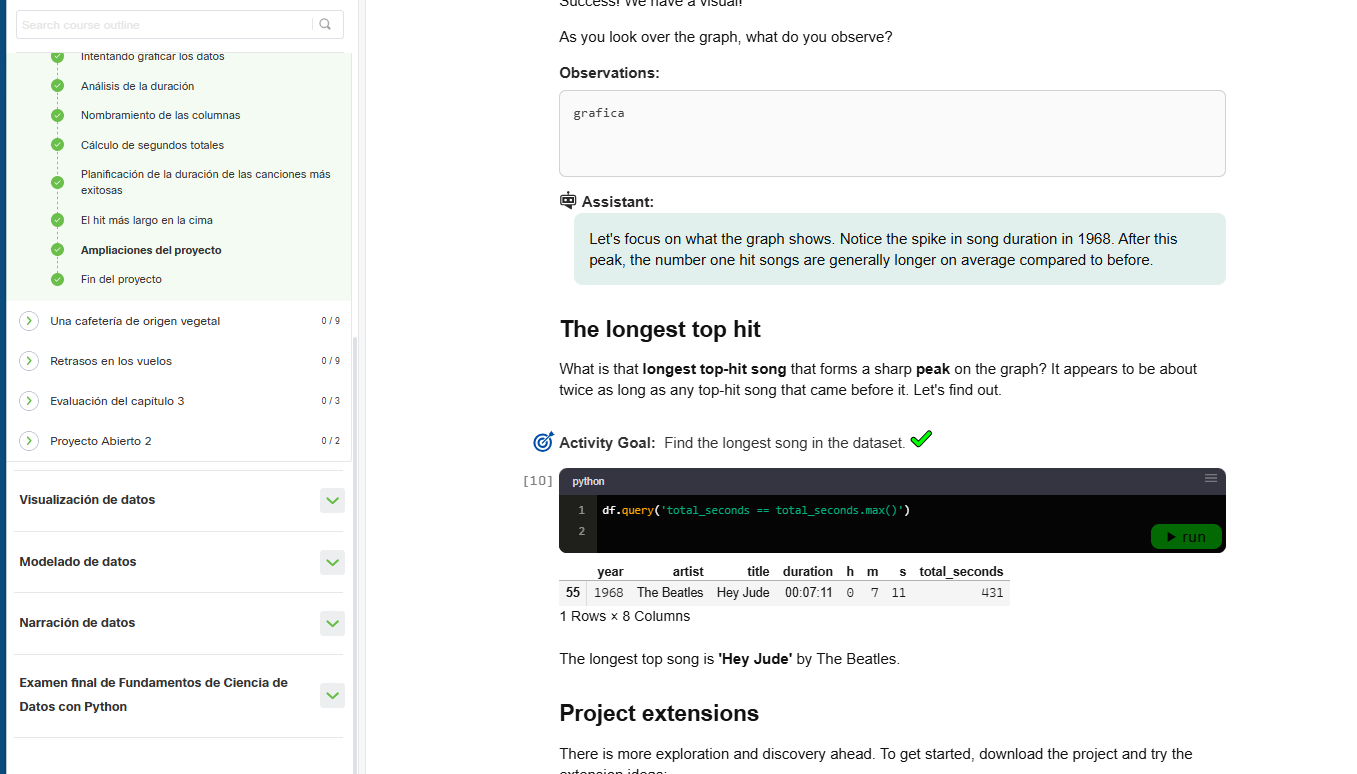 Search course outline
Intentando graficar los datos
Análisis de la duración
Nombramiento de las columnas
Cálculo de segundos totales
Planificación de la duración de las canciones más
exitosas
El hit más largo en la cima
Ampliaciones del proyecto
Fin del proyecto
Una cafetería de origen vegetal 0 / 9
Retrasos en los vuelos 0 / 9
Evaluación del capítulo 3 0 / 3
Proyecto Abierto 2 0 / 2
Visualización de datos
Modelado de datos
Narración de datos
Examen final de Fundamentos de Ciencia de
Datos con Python
Success! We have a visual!
As you look over the graph, what do you observe?
Observations:
grafica
Assistant:
Let's focus on what the graph shows. Notice the spike in song duration in 1968. After this
peak, the number one hit songs are generally longer on average compared to before.
The longest top hit
What is that longest top-hit song that forms a sharp peak on the graph? It appears to be about
twice as long as any top-hit song that came before it. Let's find out.
Activity Goal: Find the longest song in the dataset.
[10] python
1 df.query('total_seconds == total_seconds.max()')
2
run
year artist title duration h m s total_seconds
55 1968 The Beatles Hey Jude 00:07:11 0 7 11 431
1 Rows × 8 Columns
The longest top song is 'Hey Jude' by The Beatles.
Project extensions
There is more exploration and discovery ahead. To get started, download the project and try the
extension ideas: